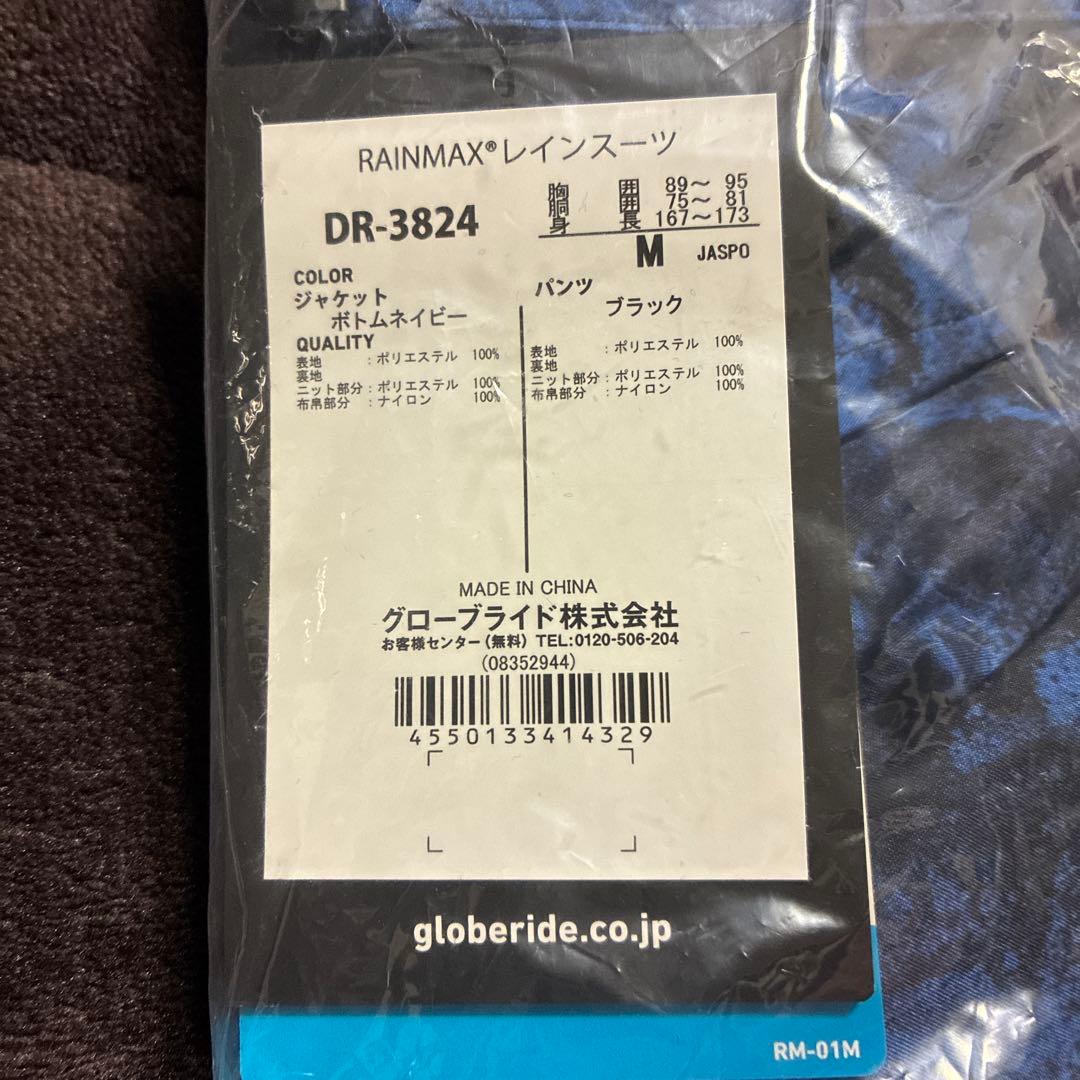 RAINMAX®レインスーツ
DR-3824
胸 囲 89〜 95
胴 囲 75〜 81
身 長 167〜173
M JASPO
COLOR
ジャケット
ボトムネイビー
QUALITY
表地 :ポリエステル 100%
裏地
ニット部分:ポリエステル 100%
布帛部分 :ナイロン 100%
パンツ
ブラック
表地 :ポリエステル 100%
裏地
ニット部分:ポリエステル 100%
布帛部分 :ナイロン 100%
MADE IN CHINA
グローブライド株式会社
お客様センター(無料) TEL:0120-506-204
(08352944)
4550133414329
globeride.co.jp
RM-01M